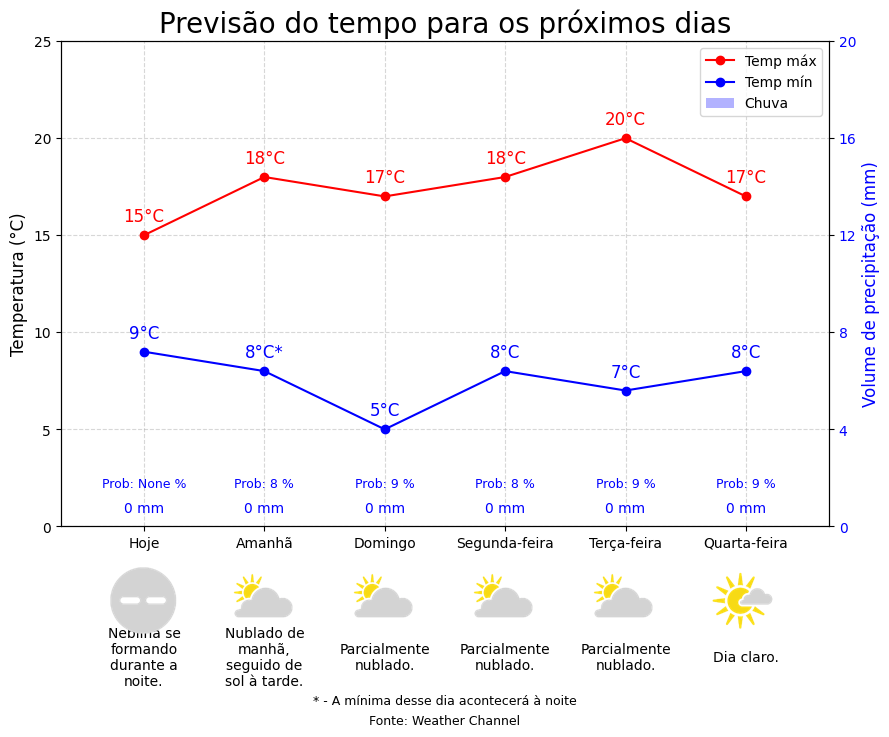 Previsão do tempo para os próximos dias
25
20
15
10
5
0
Temperatura (°C)
20
16
12
8
4
0
Volume de precipitação (mm)
Temp máx
Temp mín
Chuva
15°C
18°C
17°C
18°C
20°C
17°C
9°C
8°C*
5°C
8°C
7°C
8°C
Prob: None %
Prob: 8 %
Prob: 9 %
Prob: 8 %
Prob: 9 %
Prob: 9 %
0 mm
0 mm
0 mm
0 mm
0 mm
0 mm
Hoje
Amanhã
Domingo
Segunda-feira
Terça-feira
Quarta-feira
Neblina se
formando
durante a
noite.
Nublado de
manhã,
seguido de
sol à tarde.
Parcialmente
nublado.
Parcialmente
nublado.
Parcialmente
nublado.
Dia claro.
* - A mínima desse dia acontecerá à noite
Fonte: Weather Channel